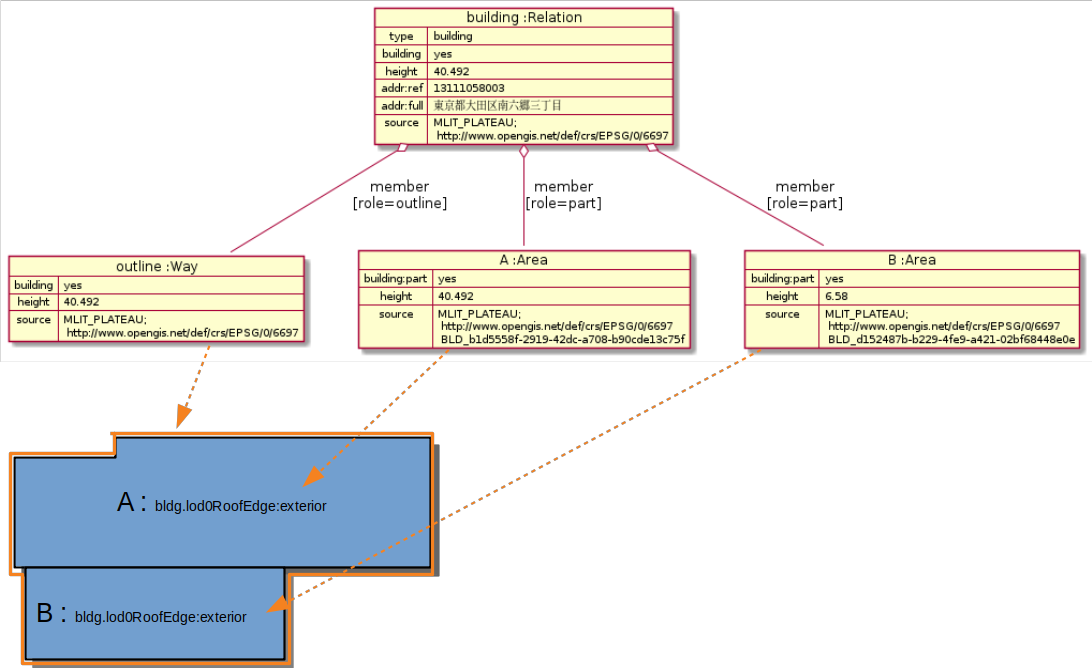 building :Relation
type building
building yes
height 40.492
addr:ref 13111058003
addr:full 東京都大田区南六郷三丁目
source MLIT_PLATEAU;
http://www.opengis.net/def/crs/EPSG/0/6697
member
[role=outline]
member
[role=part]
member
[role=part]
outline :Way
building yes
height 40.492
source MLIT_PLATEAU;
http://www.opengis.net/def/crs/EPSG/0/6697
A :Area
building:part yes
height 40.492
source MLIT_PLATEAU;
http://www.opengis.net/def/crs/EPSG/0/6697
BLD_b1d5558f-2919-42dc-a708-b90cde13c75f
B :Area
building:part yes
height 6.58
source MLIT_PLATEAU;
http://www.opengis.net/def/crs/EPSG/0/6697
BLD_d152487b-b229-4fe9-a421-02bf68448e0e
A : bldg.lod0RoofEdge:exterior
B : bldg.lod0RoofEdge:exterior